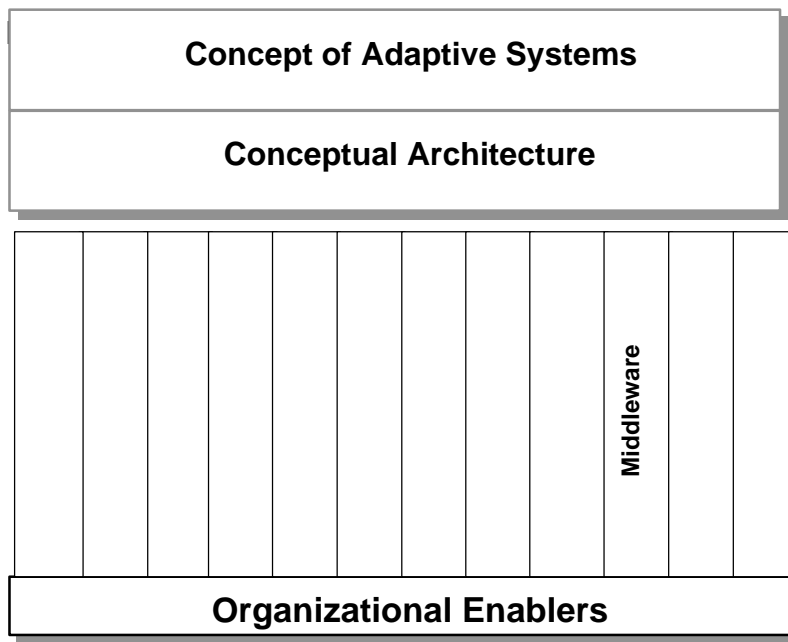 Concept of Adaptive Systems
Conceptual Architecture
Middleware
Organizational Enablers